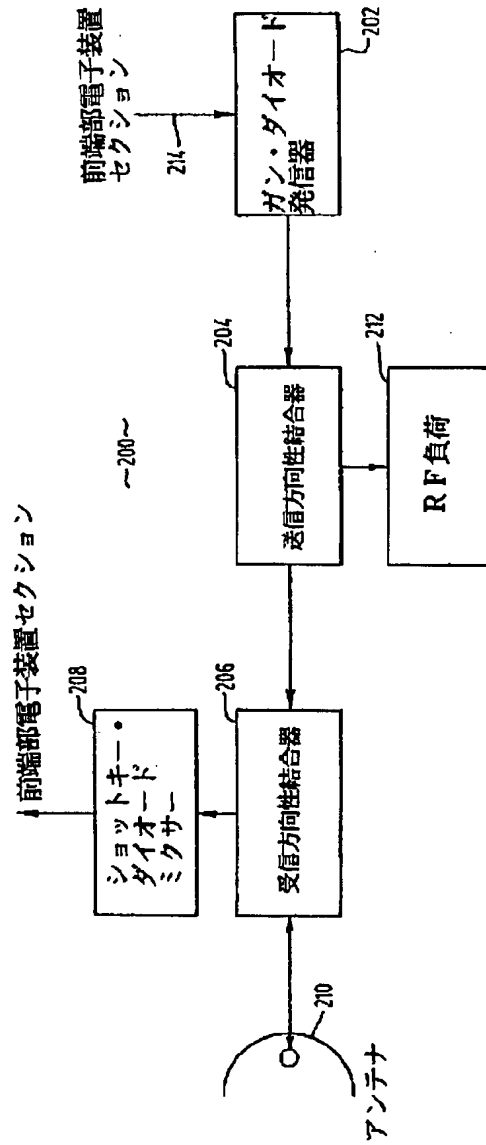 前端部電子装置セクション
208
ショットキー・
ダイオード
ミクサー
206
受信方向性結合器
210
アンテナ
~200~
204
送信方向性結合器
212
RF負荷
前端部電子装置
セクション
214
202
ガン・ダイオード
発信器